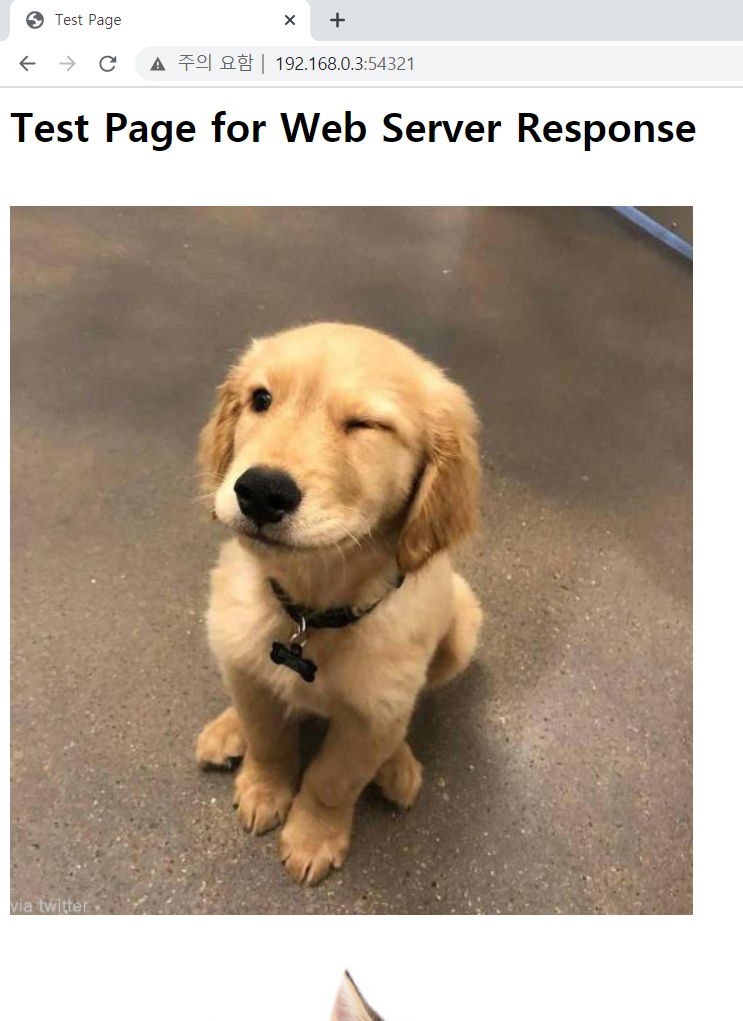 Test Page
주의 요함 | 192.168.0.3:54321
Test Page for Web Server Response
via twitter